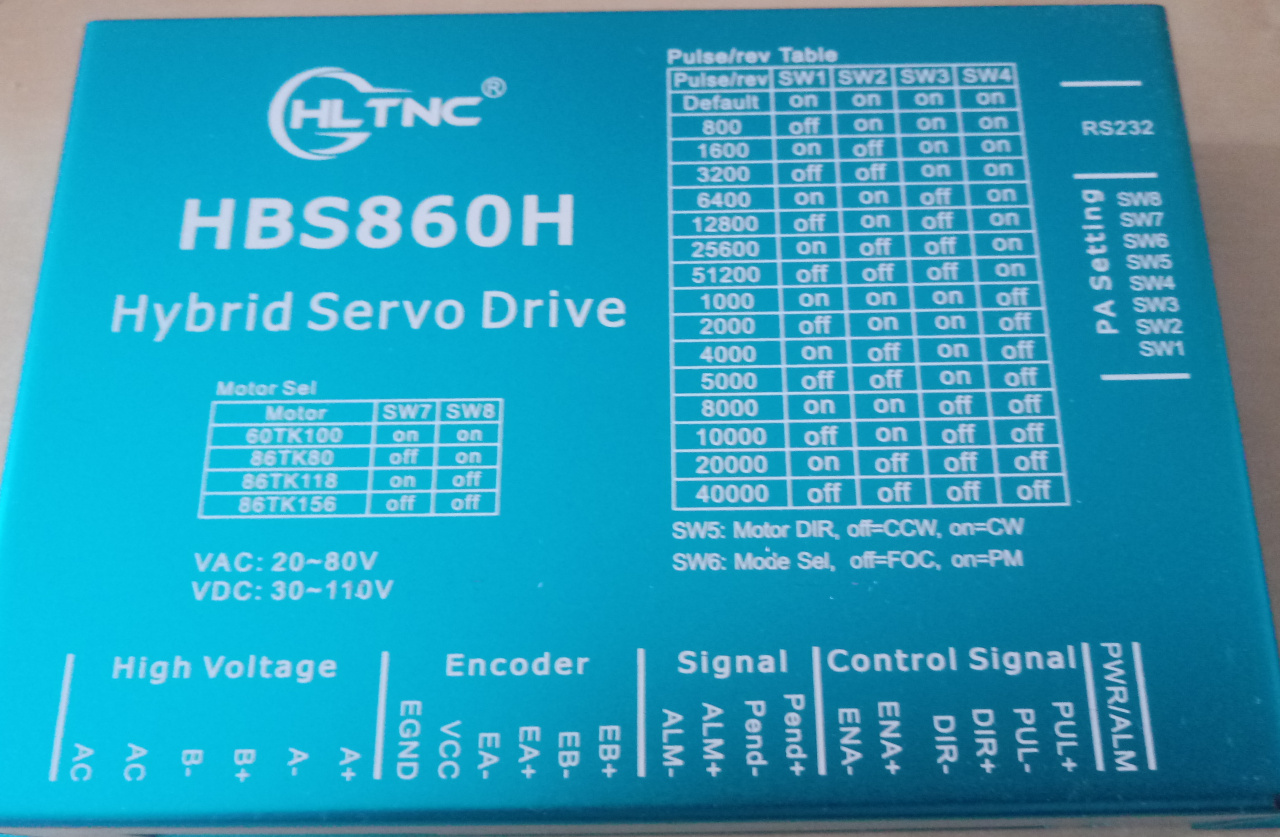 HLTNC®
HBS860H
Hybrid Servo Drive
Motor Sel
Motor SW7 SW8
60TK100 on on
86TK80 off on
86TK118 on off
86TK156 off off
VAC: 20~80V
VDC: 30~110V
Pulse/rev Table
Pulse/rev SW1 SW2 SW3 SW4
Default on on on on
800 off on on on
1600 on off on on
3200 off off on on
6400 on on off on
12800 off on off on
25600 on off off on
51200 off off off on
1000 on on on off
2000 off on on off
4000 on off on off
5000 off off on off
8000 on on off off
10000 off on off off
20000 on off off off
40000 off off off off
SW5: Motor DIR, off=CCW, on=CW
SW6: Mode Sel, off=FOC, on=PM
RS232
PA Setting
SW8
SW7
SW6
SW5
SW4
SW3
SW2
SW1
High Voltage
AC
AC
B-
B+
A-
A+
Encoder
EGND
VCC
EA-
EA+
EB-
EB+
Signal
ALM-
ALM+
Pend-
Pend+
Control Signal
ENA-
ENA+
DIR-
DIR+
PUL-
PUL+
PWR/ALM